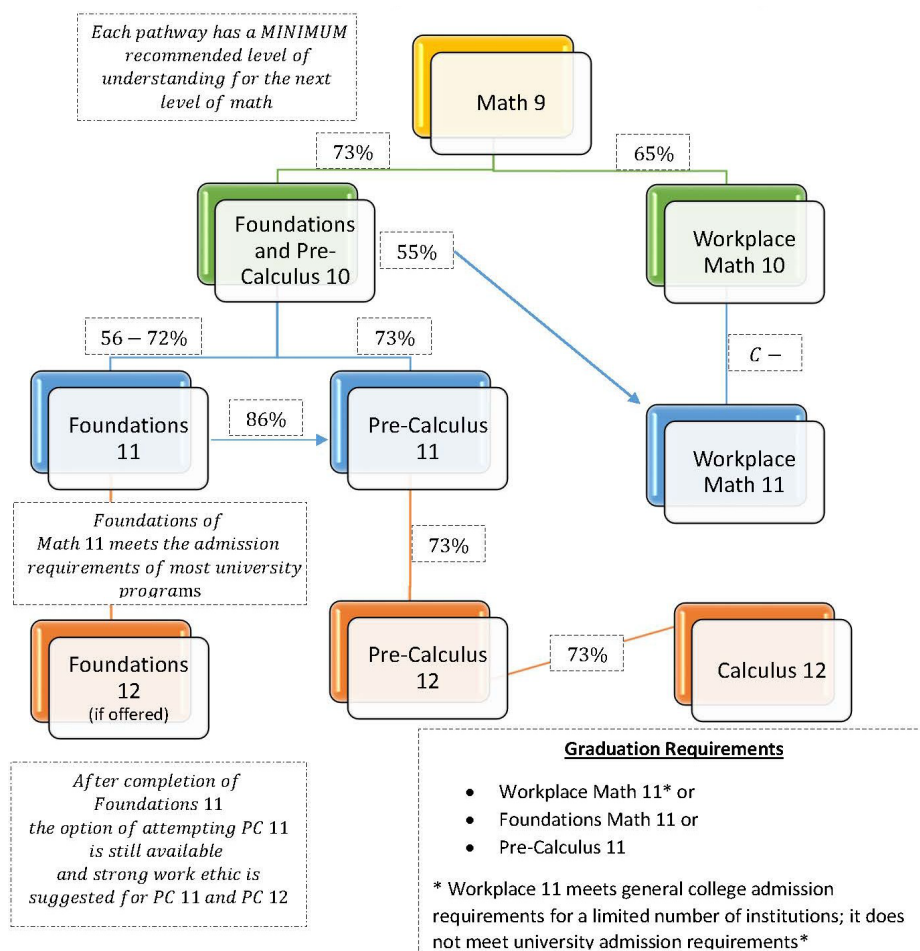 Each pathway has a MINIMUM
recommended level of
understanding for the next
level of math
Math 9
73%
65%
Foundations
and Pre-
Calculus 10
55%
Workplace
Math 10
56 – 72%
73%
C –
Foundations
11
86%
Pre-Calculus
11
Workplace
Math 11
Foundations of
Math 11 meets the admission
requirements of most university
programs
73%
Foundations
12
(if offered)
Pre-Calculus
12
73%
Calculus 12
After completion of
Foundations 11
the option of attempting PC 11
is still available
and strong work ethic is
suggested for PC 11 and PC 12
Graduation Requirements
• Workplace Math 11* or
• Foundations Math 11 or
• Pre-Calculus 11
* Workplace 11 meets general college admission
requirements for a limited number of institutions; it does
not meet university admission requirements*